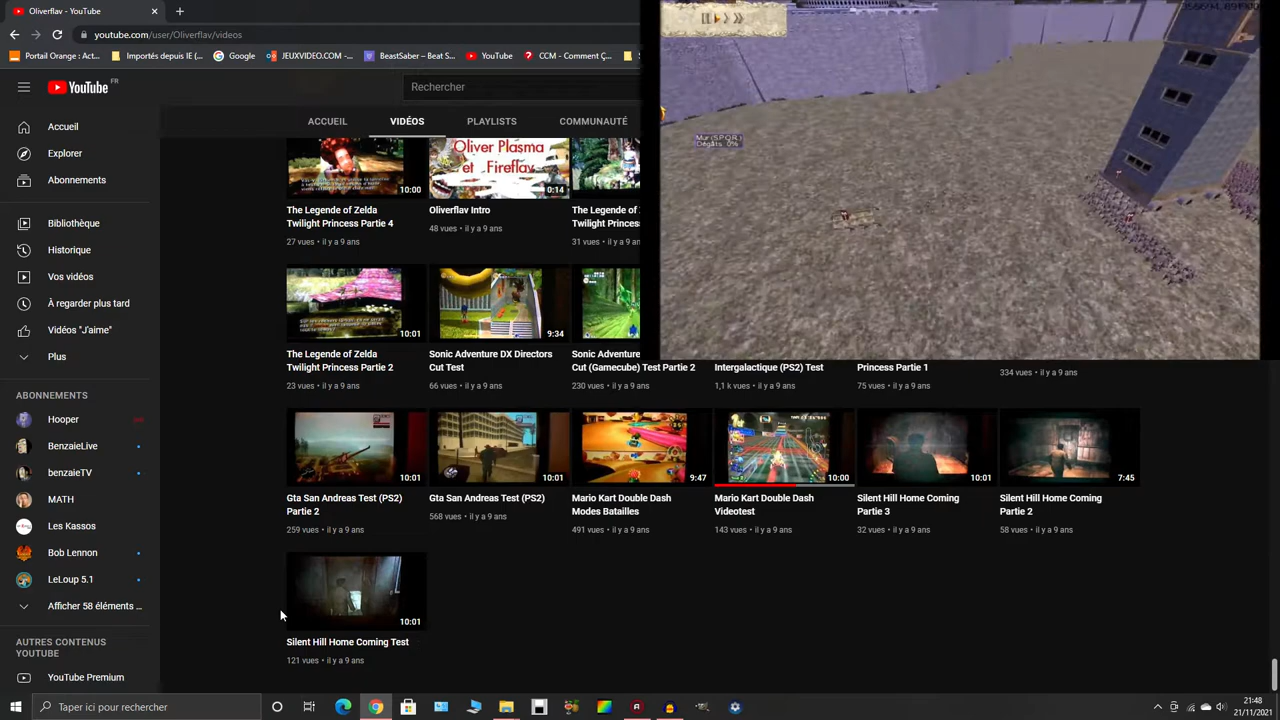 Oliverflav - YouTube
youtube.com/user/Oliverflav/videos
Portail Orange : Act...
Importés depuis iE (...
Google
JEUXVIDEO.COM -...
BeastSaber – Beat S...
YouTube
CCM - Comment Ç...
S
YouTube FR
Rechercher
ACCUEIL
VIDÉOS
PLAYLISTS
COMMUNAUTÉ
Accueil
Explorer
Abonnements
Bibliothèque
Historique
Vos vidéos
À regarder plus tard
Vidéos "J'aime"
Plus
ABONNEMENTS
Horper
benzaieTV2
benzaieTV
MATH
Les Kassos
Bob Lennon
LeLoup 5.1
Afficher 58 éléments ...
AUTRES CONTENUS
YOUTUBE
YouTube Premium
10:00
Oliver Plasma
et Fireflav
0:14
The Legende of Zelda
Twilight Princess Partie 4
27 vues • il y a 9 ans
Oliverflav Intro
48 vues • il y a 9 ans
The Legende of Z
Twilight Princess
31 vues • il y a 9 a
10:01
9:34
The Legende of Zelda
Twilight Princess Partie 2
23 vues • il y a 9 ans
Sonic Adventure DX Directors
Cut Test
66 vues • il y a 9 ans
Sonic Adventure
Cut (Gamecube) Test Partie 2
230 vues • il y a 9 ans
Intergalactique (PS2) Test
1,1 k vues • il y a 9 ans
Princess Partie 1
75 vues • il y a 9 ans
334 vues • il y a 9 ans
Mur (S.P.Q.R.)
Dégâts: 0%
10:01
10:01
9:47
10:00
10:01
7:45
Gta San Andreas Test (PS2)
Partie 2
259 vues • il y a 9 ans
Gta San Andreas Test (PS2)
568 vues • il y a 9 ans
Mario Kart Double Dash
Modes Batailles
491 vues • il y a 9 ans
Mario Kart Double Dash
Videotest
143 vues • il y a 9 ans
Silent Hill Home Coming
Partie 3
32 vues • il y a 9 ans
Silent Hill Home Coming
Partie 2
58 vues • il y a 9 ans
10:01
Silent Hill Home Coming Test
121 vues • il y a 9 ans
Taper ici pour rechercher
21:48
21/11/2021